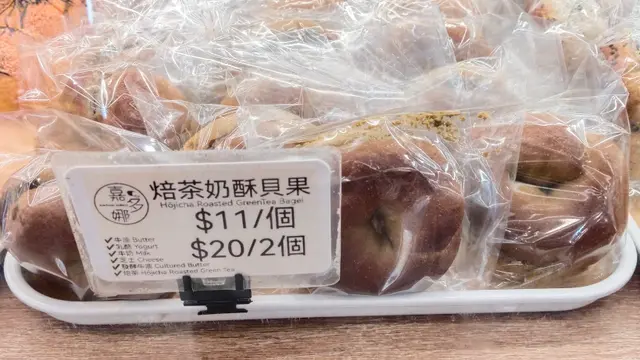 嘉多娜
焙茶奶酥貝果
Hōjicha Roasted GreenTea Bagel
$11/個
$20/2個
✓牛油 Butter
✓乳酪 Yogurt
✓牛奶 Milk
✓芝士 Cheese
✓發酵牛油 Cultured Butter
✓焙茶 Hōjicha Roasted Green Tea